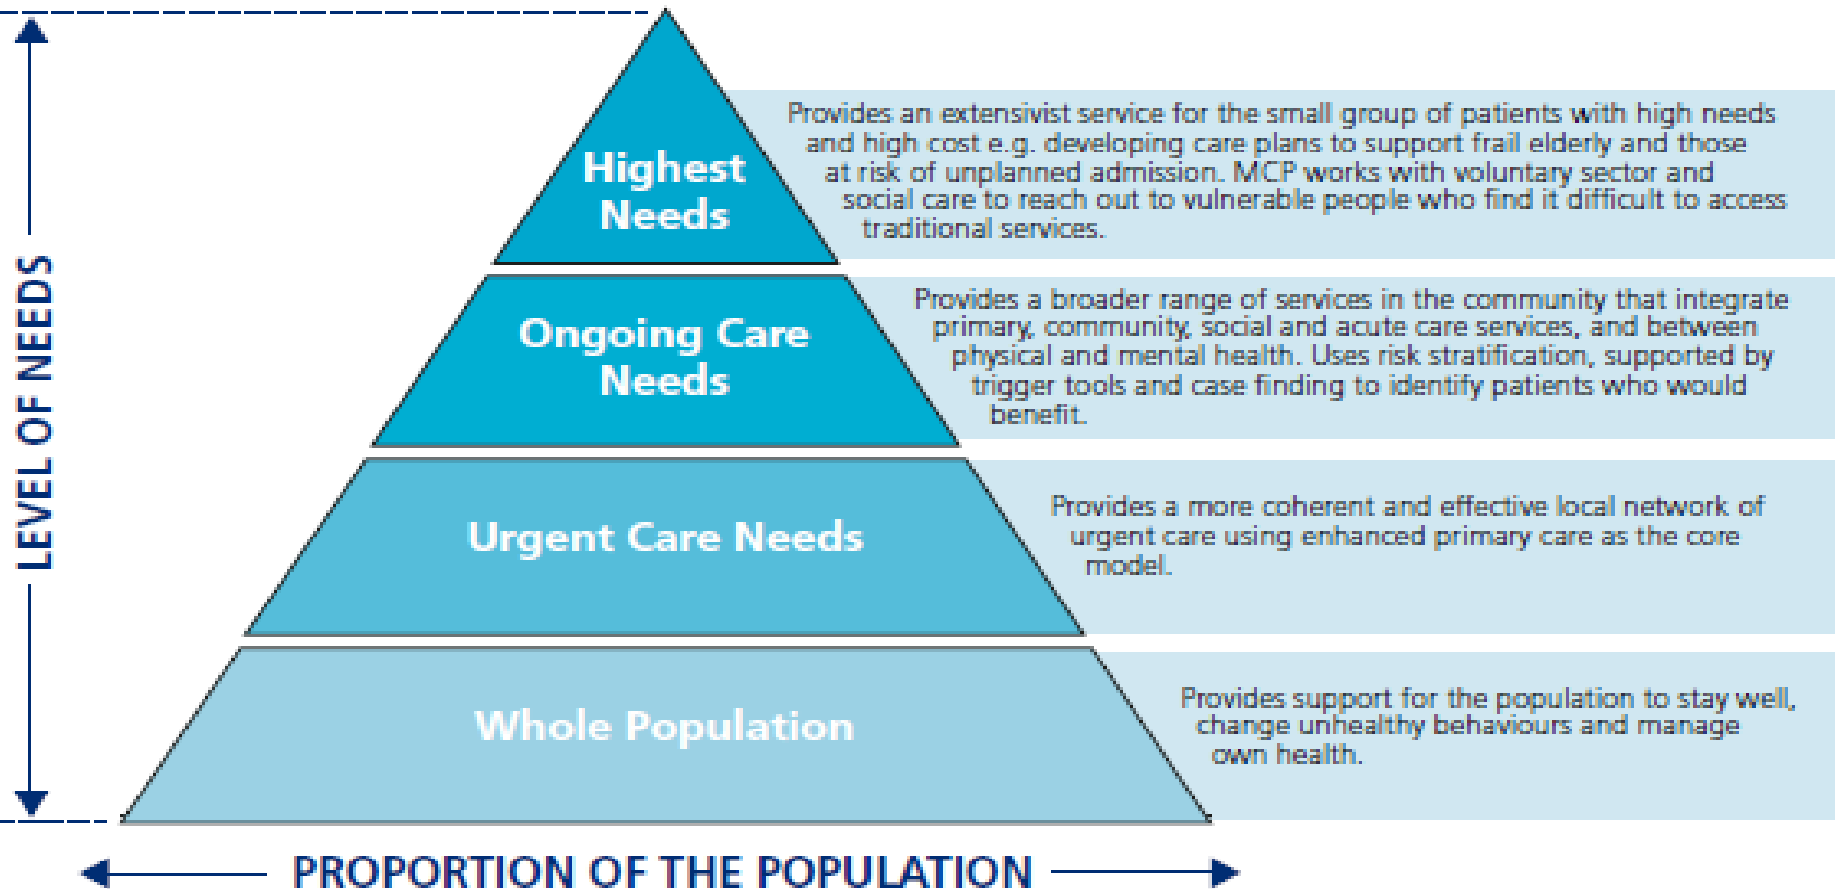 Highest
Needs
Provides an extensivist service for the small group of patients with high needs
and high cost e.g. developing care plans to support frail elderly and those
at risk of unplanned admission. MCP works with voluntary sector and
social care to reach out to vulnerable people who find it difficult to access
traditional services.
Ongoing Care
Needs
Provides a broader range of services in the community that integrate
primary, community, social and acute care services, and between
physical and mental health. Uses risk stratification, supported by
trigger tools and case finding to identify patients who would
benefit.
Urgent Care Needs
Provides a more coherent and effective local network of
urgent care using enhanced primary care as the core
model.
Whole Population
Provides support for the population to stay well,
change unhealthy behaviours and manage
own health.
LEVEL OF NEEDS
PROPORTION OF THE POPULATION